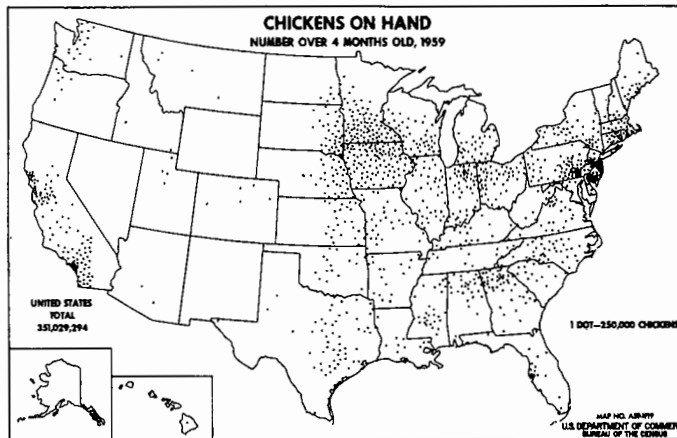 CHICKENS ON HAND
NUMBER OVER 4 MONTHS OLD, 1959
UNITED STATES
TOTAL
351,029,294
1 DOT—250,000 CHICKENS
MAP NO.
U.S. DEPARTMENT OF COMMER
BUREAU OF THE CENSUS